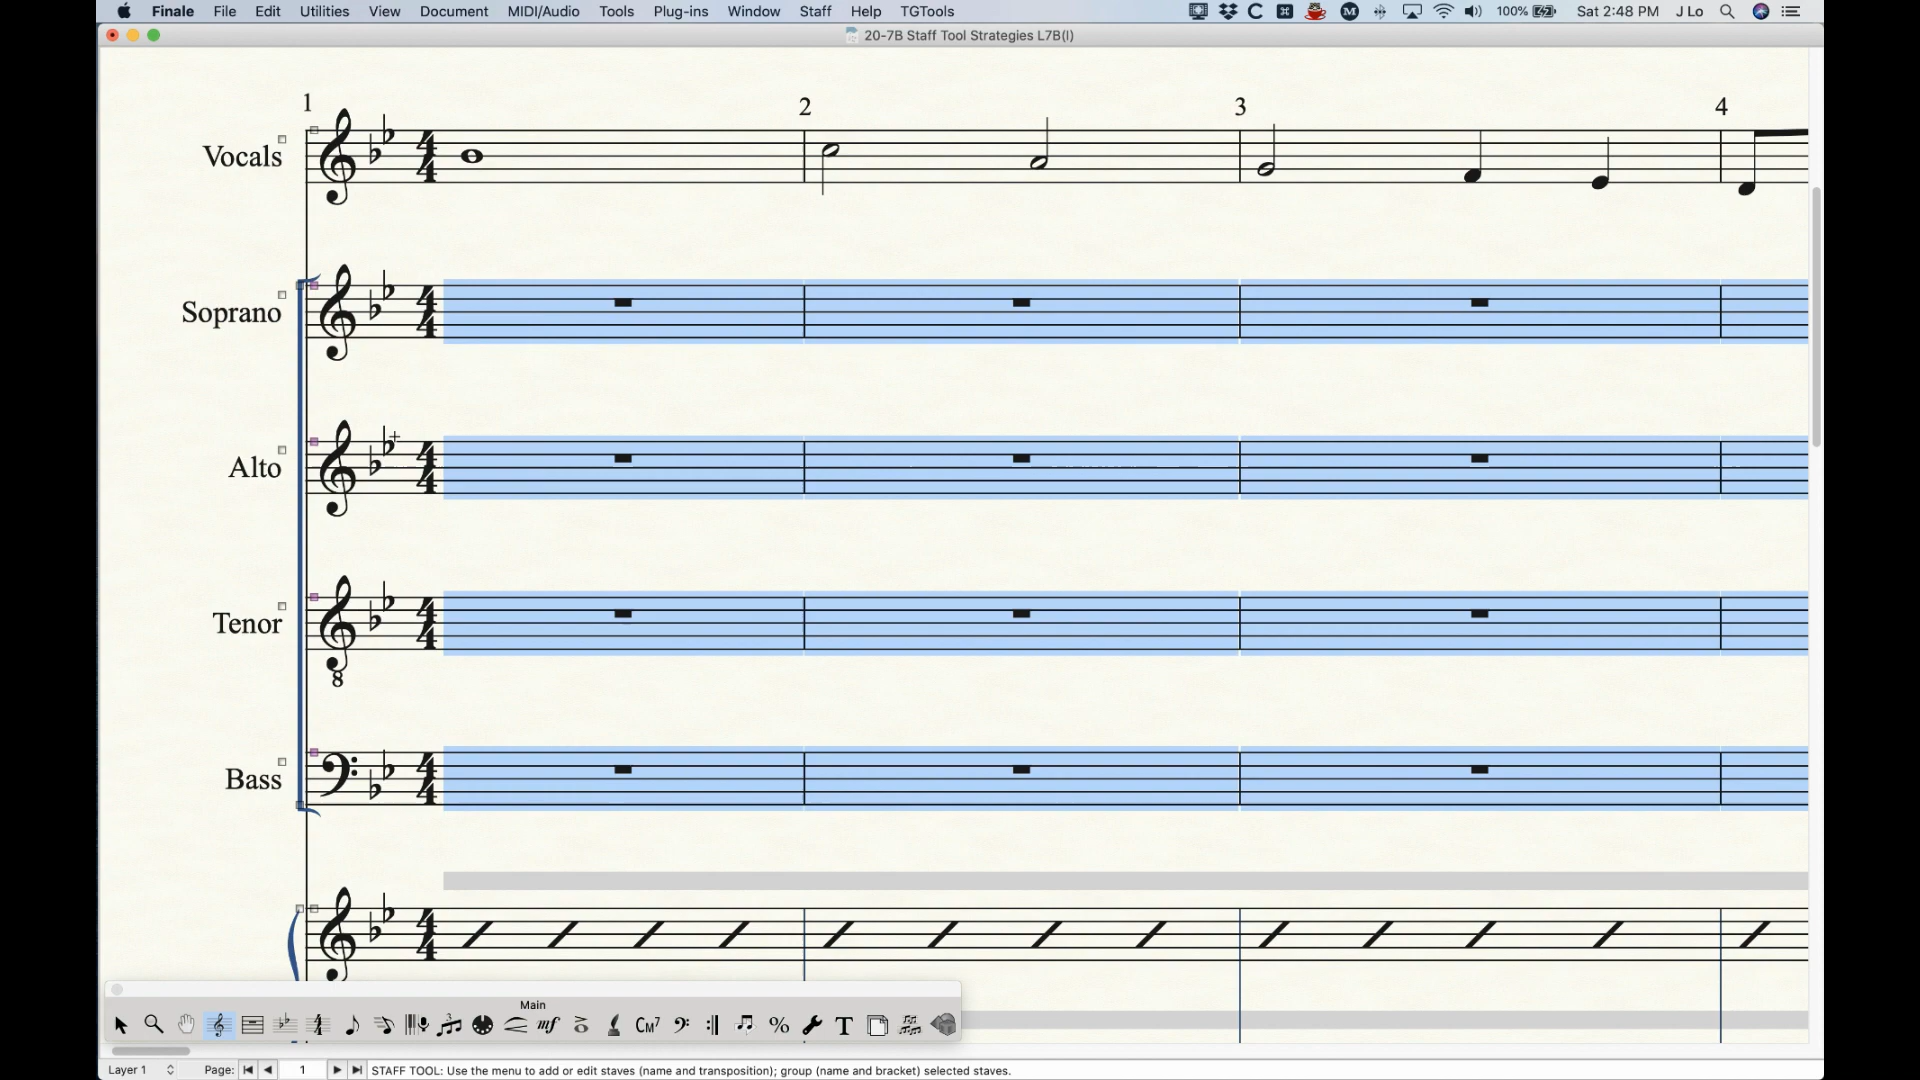 Finale File Edit Utilities View Document MIDI/Audio Tools Plug-ins Window Staff Help TGTools 100% Sat 2:48 PM J Lo
20-7B Staff Tool Strategies L7B(I)
1 2 3 4
Vocals
Soprano
Alto
Tenor
8
Bass
Main
mf CM7 % T
Layer 1 Page: 1 STAFF TOOL: Use the menu to add or edit staves (name and transposition); group (name and bracket) selected staves.